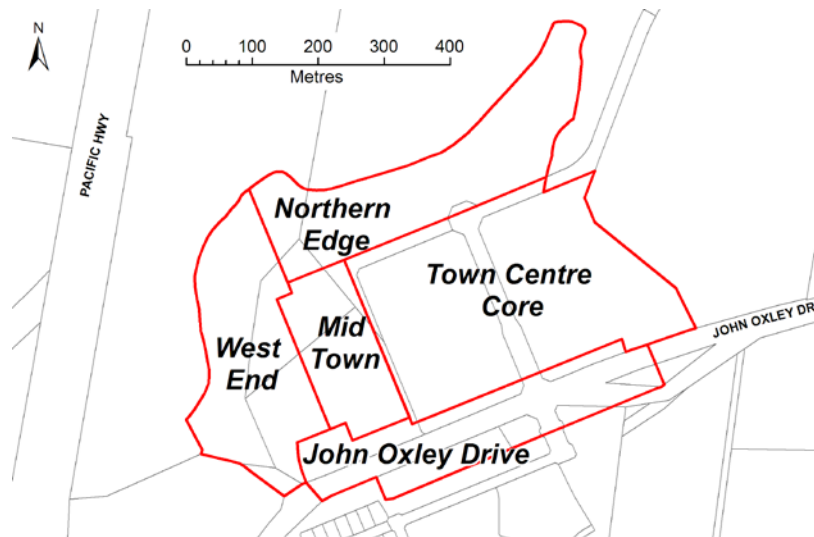 N
0 100 200 300 400
Metres
PACIFIC HWY
Northern
Edge
Town Centre
Core
Mid
Town
West
End
JOHN OXLEY DR
John Oxley Drive